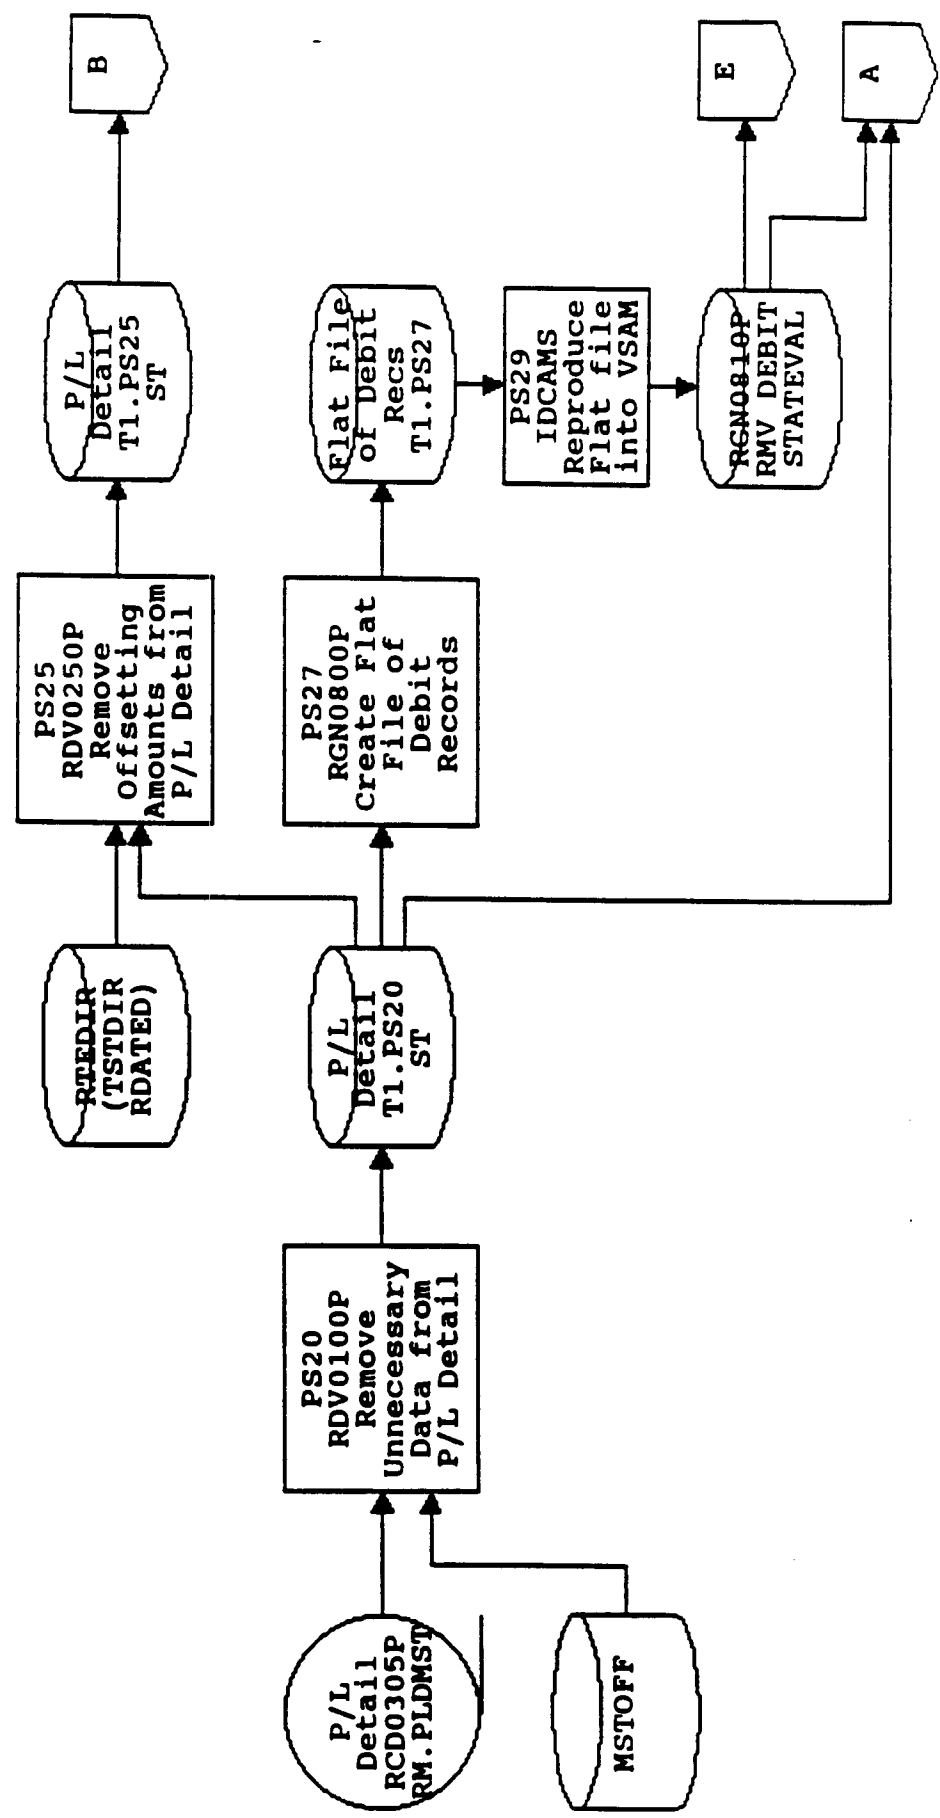 P/L
Detail
RCD0305P
RM.PLDMST
MSTOFF
PS20
RDV0100P
Remove
Unnecessary
Data from
P/L Detail
RTEDIR
(TSTDIR
RDATED)
P/L
Detail
T1.PS20
ST
PS25
RDV0250P
Remove
Offsetting
Amounts from
P/L Detail
PS27
RGN0800P
Create Flat
File of
Debit
Records
P/L
Detail
T1.PS25
ST
Flat File
of Debit
Recs
T1.PS27
PS29
IDCAMS
Reproduce
Flat file
into VSAM
RGN0810P
RMV DEBIT
STATEVAL
B
E
A